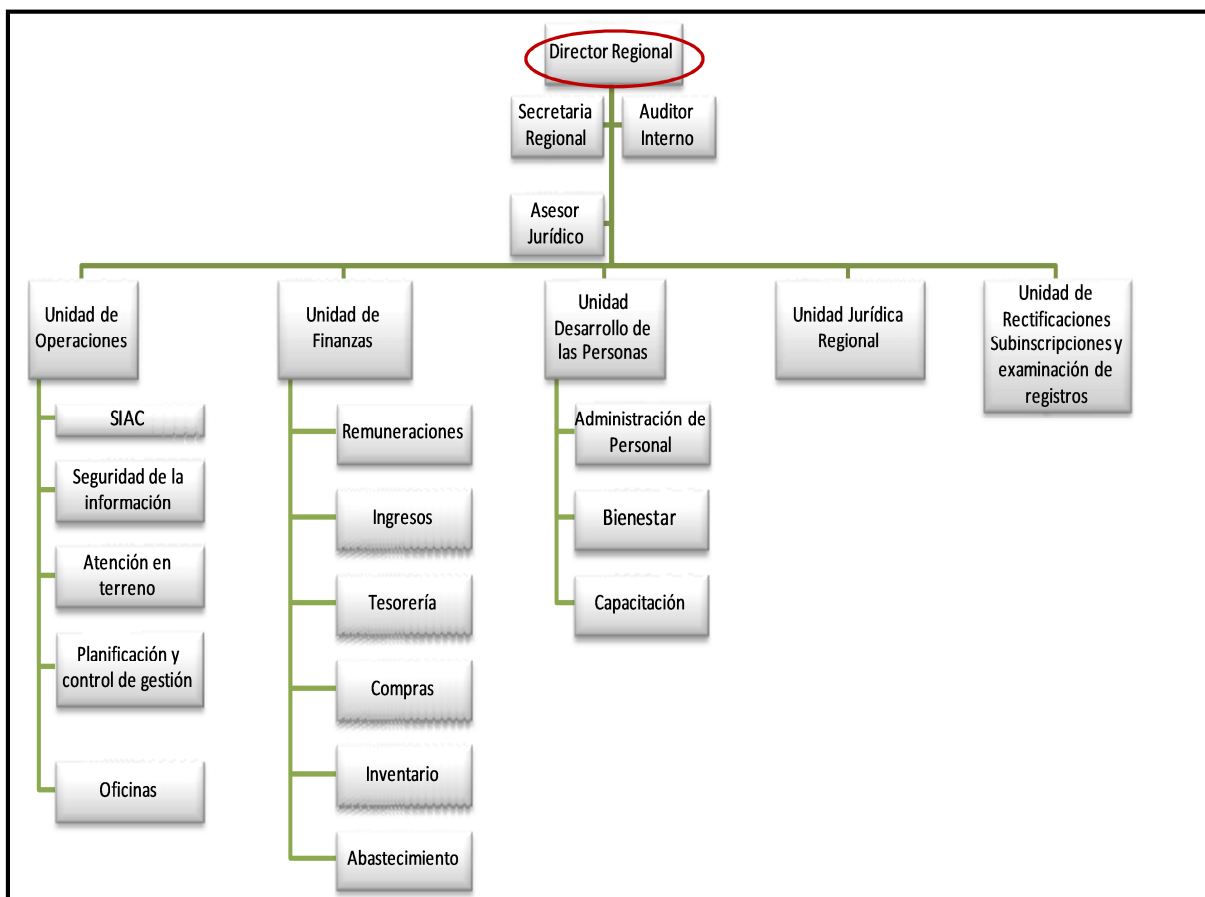 Director Regional
Secretaria
Regional
Auditor
Interno
Asesor
Jurídico
Unidad de
Operaciones
Unidad de
Finanzas
Unidad
Desarrollo de
las Personas
Unidad Jurídica
Regional
Unidad de
Rectificaciones
Subinscripciones y
examinación de
registros
SIAC
Seguridad de la
información
Atención en
terreno
Planificación y
control de gestión
Oficinas
Remuneraciones
Ingresos
Tesorería
Compras
Inventario
Abastecimiento
Administración de
Personal
Bienestar
Capacitación